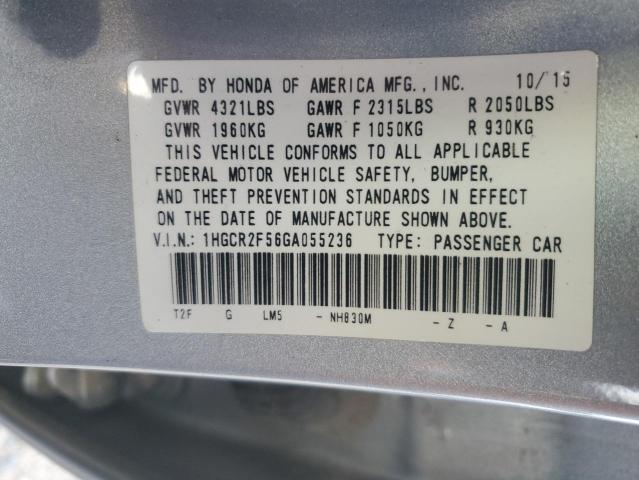 MFD. BY HONDA OF AMERICA MFG., INC. 10/15
GVWR 4321LBS GAWR F 2315LBS R 2050LBS
GVWR 1960KG GAWR F 1050KG R 930KG
THIS VEHICLE CONFORMS TO ALL APPLICABLE
FEDERAL MOTOR VEHICLE SAFETY, BUMPER,
AND THEFT PREVENTION STANDARDS IN EFFECT
ON THE DATE OF MANUFACTURE SHOWN ABOVE.
V.I.N.: 1HGCR2F56GA055236 TYPE: PASSENGER CAR
T2F G LM5 - NH830M - Z - A